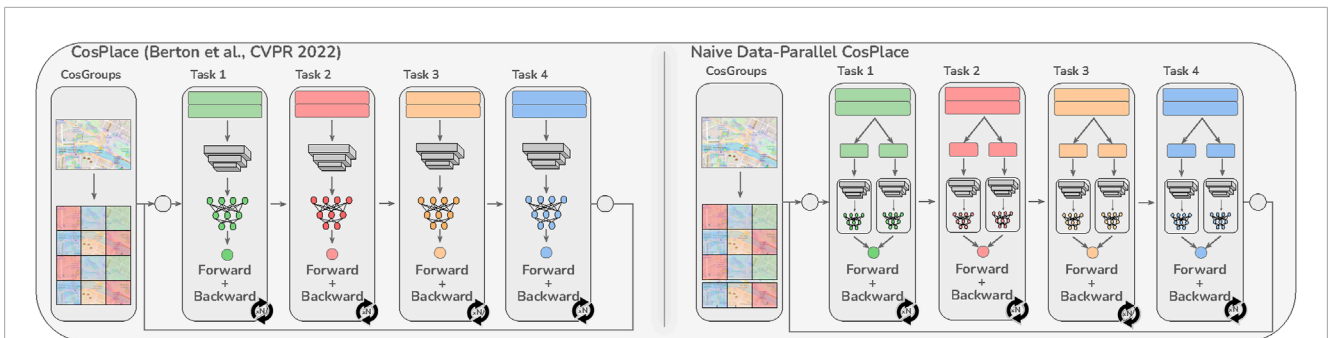 CosPlace (Berton et al., CVPR 2022)
CosGroups
Task 1
Task 2
Task 3
Task 4
Forward
+
Backward
Forward
+
Backward
Forward
+
Backward
Forward
+
Backward
Naive Data-Parallel CosPlace
CosGroups
Task 1
Task 2
Task 3
Task 4
Forward
+
Backward
Forward
+
Backward
Forward
+
Backward
Forward
+
Backward